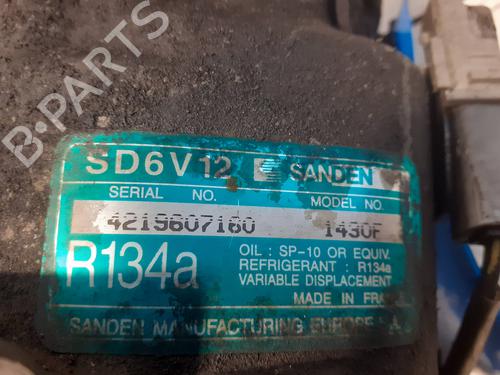 B-PARTS
SD6V12 SANDEN
SERIAL NO. MODEL NO.
4219607160 1430F
R134a
OIL : SP-10 OR EQUIV.
REFRIGERANT : R134a
VARIABLE DISPLACEMENT
MADE IN
SANDEN MANUFACTURING EUROPE